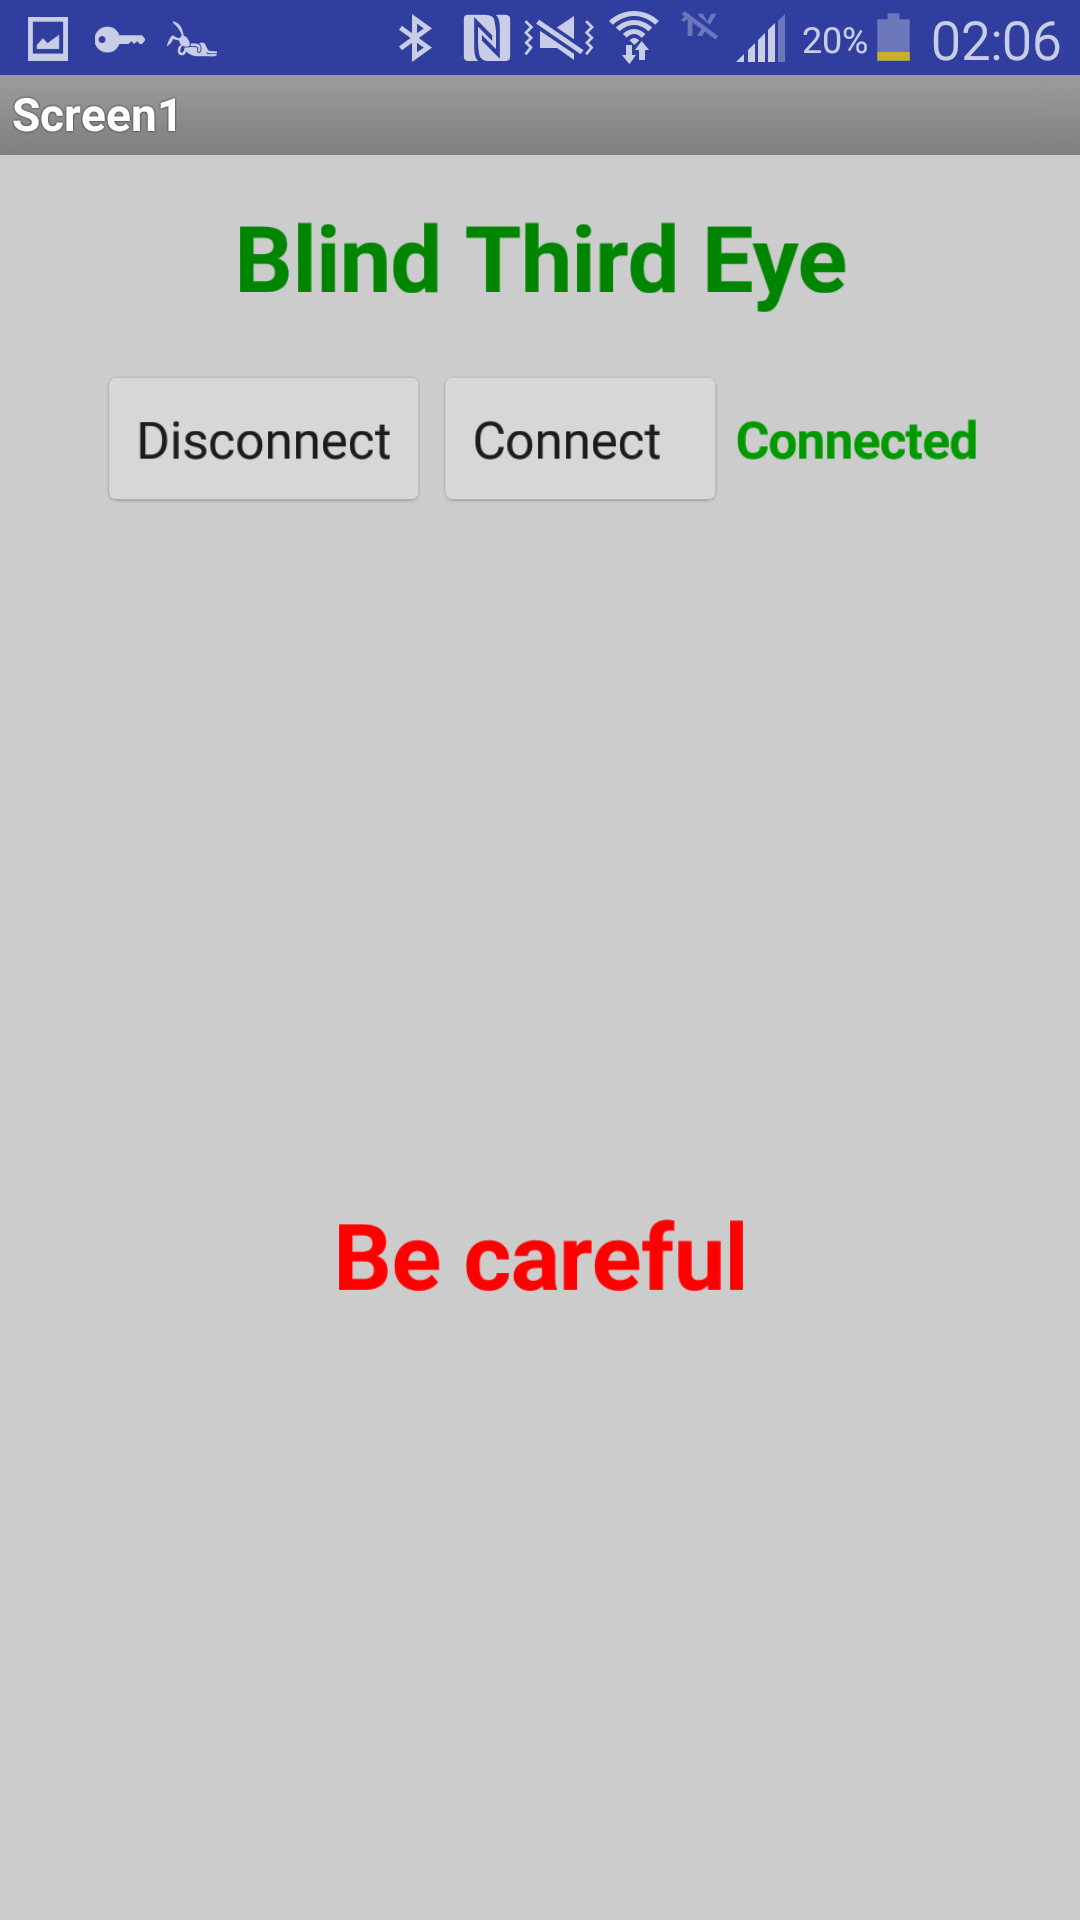 20% 02:06
Screen1
Blind Third Eye
Disconnect Connect Connected
Be careful